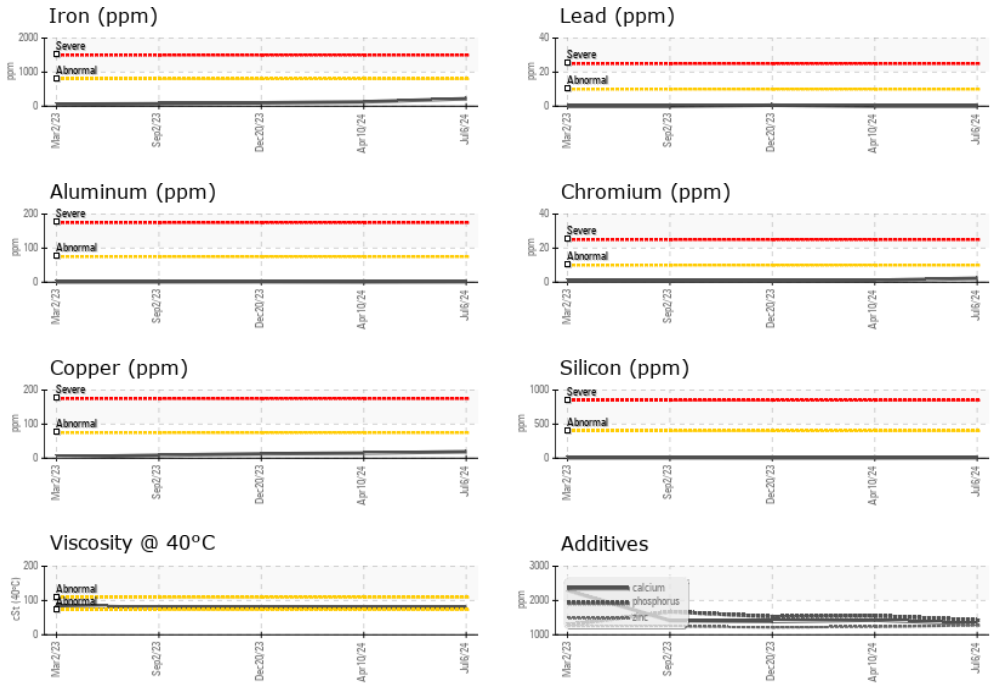 Iron (ppm)
2000
Severe
Abnormal
1000
ppm
0
Mar2/23
Sep2/23
Dec20/23
Apr10/24
Jul6/24
Lead (ppm)
40
Severe
20
Abnormal
ppm
0
Mar2/23
Sep2/23
Dec20/23
Apr10/24
Jul6/24
Aluminum (ppm)
200
Severe
100
Abnormal
ppm
0
Mar2/23
Sep2/23
Dec20/23
Apr10/24
Jul6/24
Chromium (ppm)
40
Severe
20
Abnormal
ppm
0
Mar2/23
Sep2/23
Dec20/23
Apr10/24
Jul6/24
Copper (ppm)
200
Severe
100
Abnormal
ppm
0
Mar2/23
Sep2/23
Dec20/23
Apr10/24
Jul6/24
Silicon (ppm)
1000
Severe
500
Abnormal
ppm
0
Mar2/23
Sep2/23
Dec20/23
Apr10/24
Jul6/24
Viscosity @ 40°C
200
Abnormal
100
Abnormal
cSt (40°C)
0
Mar2/23
Sep2/23
Dec20/23
Apr10/24
Jul6/24
Additives
3000
calcium
2000
phosphorus
ppm
zinc
1000
Mar2/23
Sep2/23
Dec20/23
Apr10/24
Jul6/24